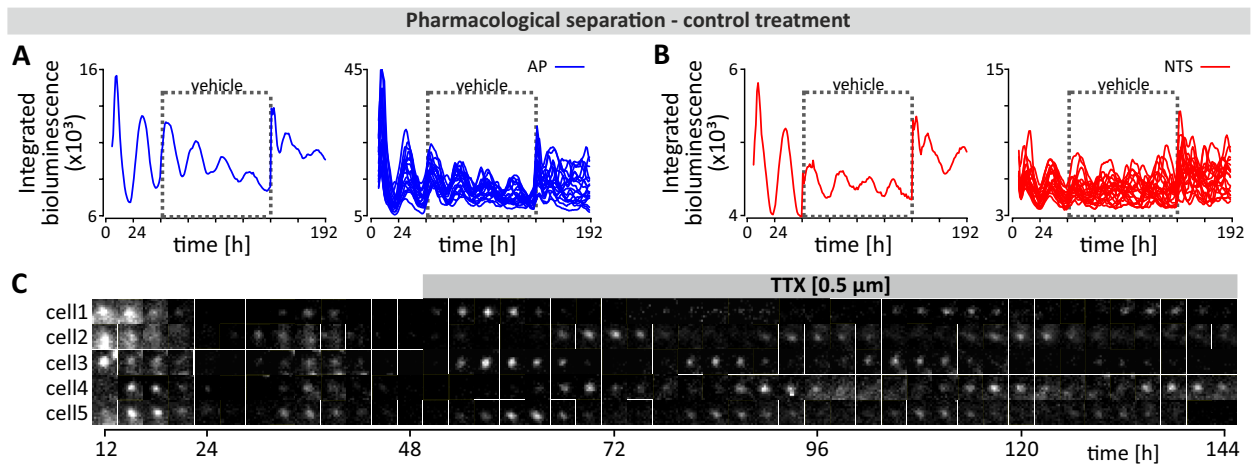 Pharmacological separation - control treatment
A
B
Integrated
bioluminescence
(x10³)
16
6
vehicle
0 24 192
time [h]
45
5
AP
vehicle
0 24 192
time [h]
Integrated
bioluminescence
(x10³)
6
4
vehicle
0 24 192
time [h]
15
3
NTS
vehicle
0 24 192
time [h]
C
TTX [0.5 µm]
cell1
cell2
cell3
cell4
cell5
12 24 48 72 96 120 time [h] 144